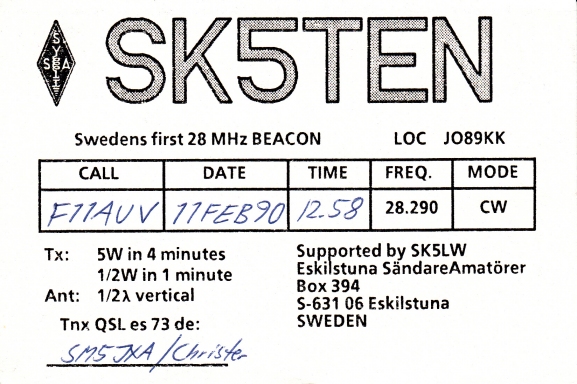 SK5TEN
Swedens first 28 MHz BEACON LOC JO89KK
CALL DATE TIME FREQ. MODE
F11AUV 11FEB90 12.58 28.290 CW
Tx: 5W in 4 minutes
1/2W in 1 minute
Ant: 1/2λ vertical
Supported by SK5LW
Eskilstuna SändareAmatörer
Box 394
S-631 06 Eskilstuna
SWEDEN
Tnx QSL es 73 de:
SM5JXA/Christer